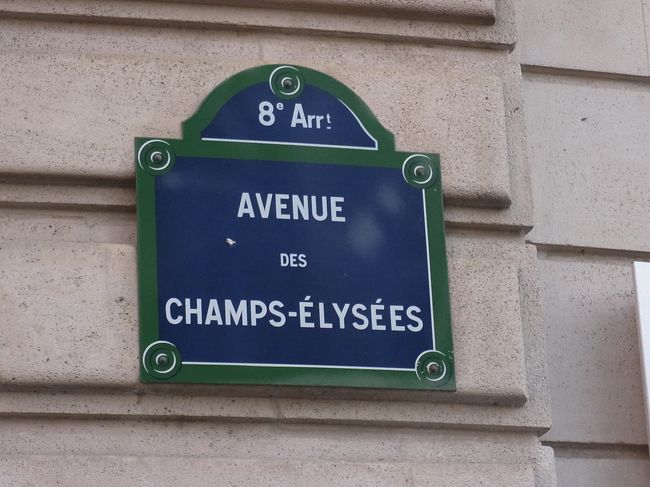 8e Arrt
AVENUE
DES
CHAMPS-ÉLYSÉES